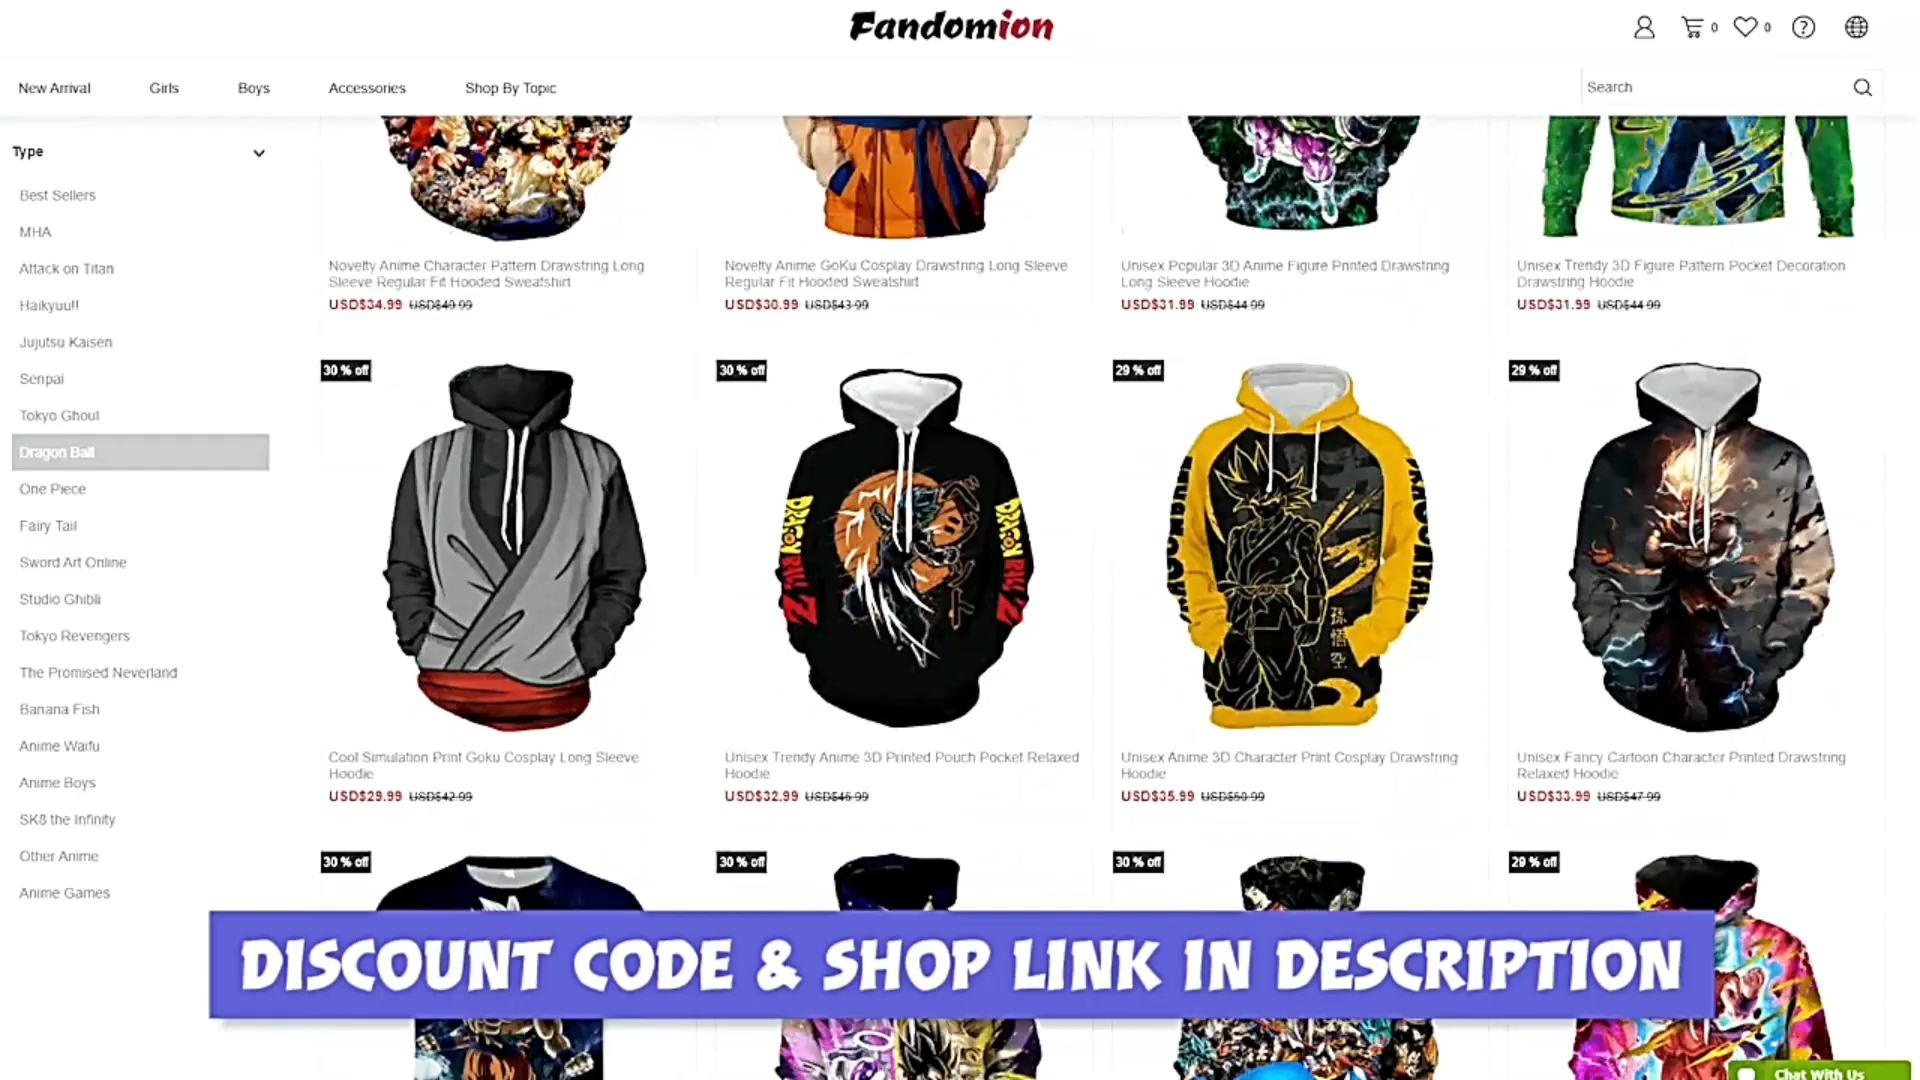 Fandomion
0
0
New Arrival
Girls
Boys
Accessories
Shop By Topic
Search
Type
Best Sellers
MHA
Attack on Titan
Haikyuu!!
Jujutsu Kaisen
Senpai
Tokyo Ghoul
Dragon Ball
One Piece
Fairy Tail
Sword Art Online
Studio Ghibli
Tokyo Revengers
The Promised Neverland
Banana Fish
Anime Waifu
Anime Boys
SK8 the Infinity
Other Anime
Anime Games
Novelty Anime Character Pattern Drawstring Long
Sleeve Regular Fit Hooded Sweatshirt
USD$34.99 USD$49.99
Novelty Anime GoKu Cosplay Drawstring Long Sleeve
Regular Fit Hooded Sweatshirt
USD$30.99 USD$43.99
Unisex Popular 3D Anime Figure Printed Drawstring
Long Sleeve Hoodie
USD$31.99 USD$44.99
Unisex Trendy 3D Figure Pattern Pocket Decoration
Drawstring Hoodie
USD$31.99 USD$44.99
30 % off
30 % off
29 % off
29 % off
DRAGON BALL Z
DRAGON BALL Z
孫悟空
Cool Simulation Print Goku Cosplay Long Sleeve
Hoodie
USD$29.99 USD$42.99
Unisex Trendy Anime 3D Printed Pouch Pocket Relaxed
Hoodie
USD$32.99 USD$46.99
Unisex Anime 3D Character Print Cosplay Drawstring
Hoodie
USD$35.99 USD$50.99
Unisex Fancy Cartoon Character Printed Drawstring
Relaxed Hoodie
USD$33.99 USD$47.99
30 % off
30 % off
30 % off
29 % off
DISCOUNT CODE & SHOP LINK IN DESCRIPTION
Chat With Us